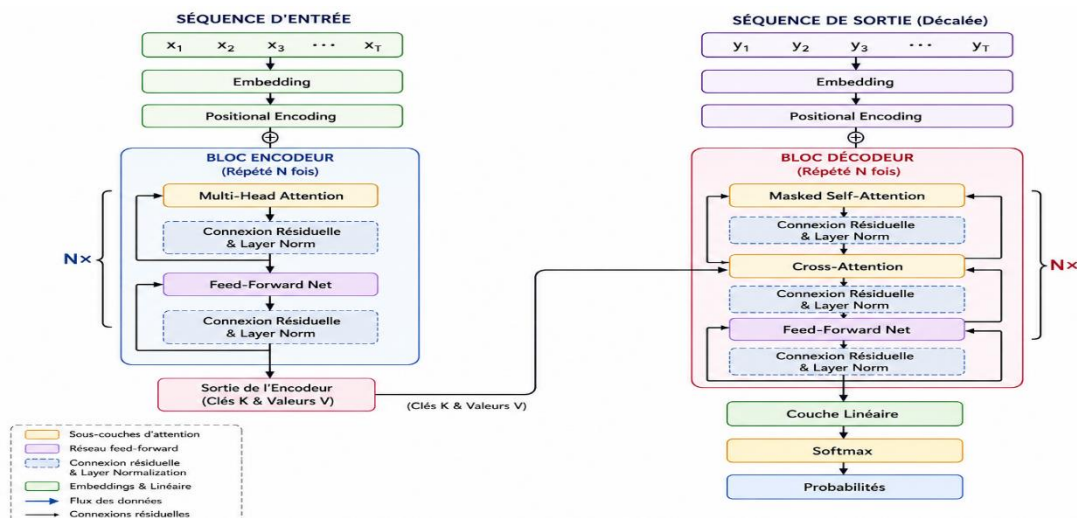 SÉQUENCE D'ENTRÉE
x₁ x₂ x₃ ··· x_T
Embedding
Positional Encoding
BLOC ENCODEUR
(Répété N fois)
Multi-Head Attention
Connexion Résiduelle
& Layer Norm
N×
Feed-Forward Net
Connexion Résiduelle
& Layer Norm
Sortie de l'Encodeur
(Clés K & Valeurs V)
(Clés K & Valeurs V)
Sous-couches d'attention
Réseau feed-forward
Connexion résiduelle
& Layer Normalization
Embeddings & Linéaire
Flux des données
Connexions résiduelles
SÉQUENCE DE SORTIE (Décalée)
y₁ y₂ y₃ ··· y_T
Embedding
Positional Encoding
BLOC DÉCODEUR
(Répété N fois)
Masked Self-Attention
Connexion Résiduelle
& Layer Norm
Cross-Attention
N×
Connexion Résiduelle
& Layer Norm
Feed-Forward Net
Connexion Résiduelle
& Layer Norm
Couche Linéaire
Softmax
Probabilités